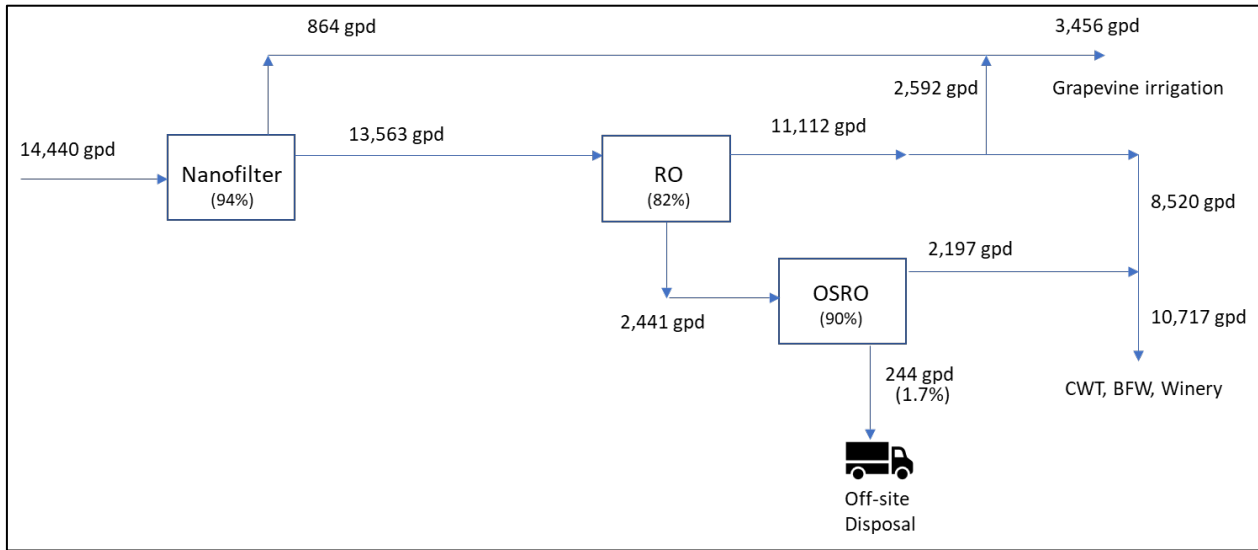 864 gpd
3,456 gpd
2,592 gpd
Grapevine irrigation
14,440 gpd
13,563 gpd
11,112 gpd
Nanofilter
(94%)
RO
(82%)
8,520 gpd
2,197 gpd
OSRO
(90%)
2,441 gpd
10,717 gpd
244 gpd
(1.7%)
CWT, BFW, Winery
Off-site
Disposal